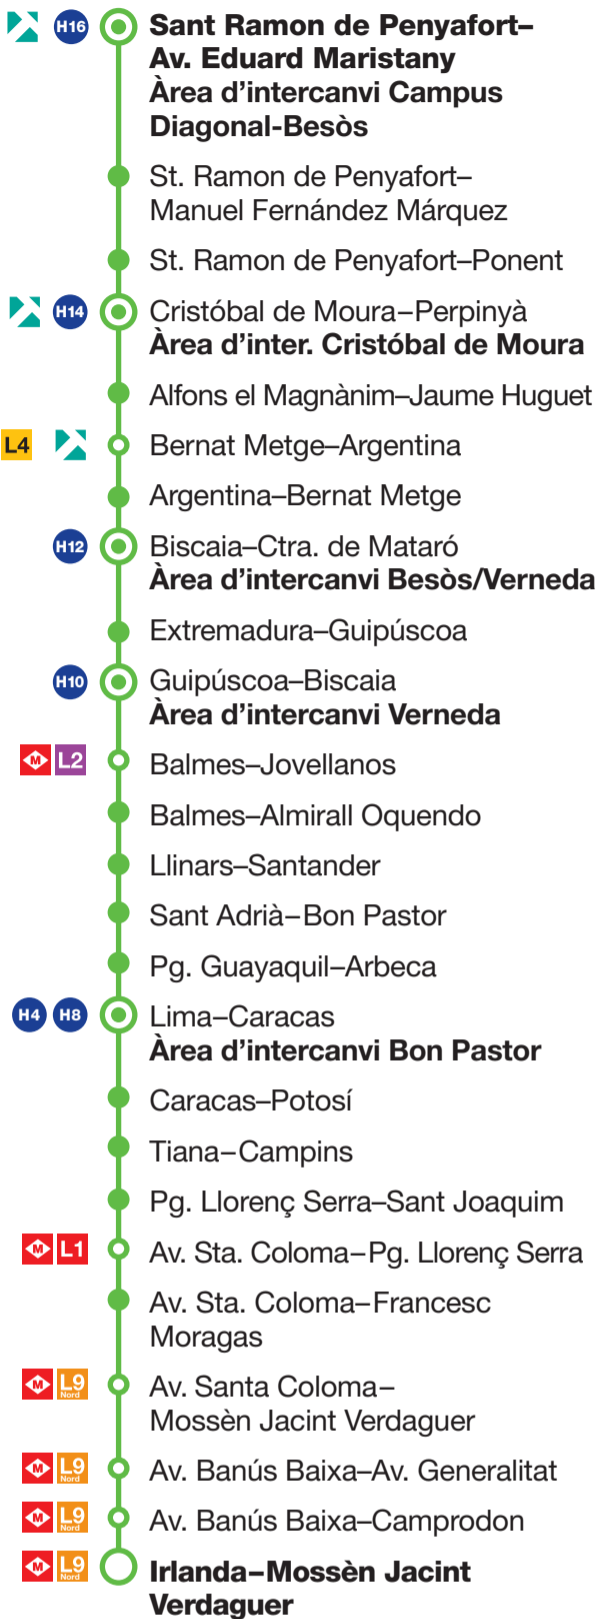 H16 Sant Ramon de Penyafort–
Av. Eduard Maristany
Àrea d’intercanvi Campus
Diagonal-Besòs
St. Ramon de Penyafort–
Manuel Fernández Márquez
St. Ramon de Penyafort–Ponent
H14 Cristóbal de Moura–Perpinyà
Àrea d’inter. Cristóbal de Moura
Alfons el Magnànim–Jaume Huguet
L4 Bernat Metge–Argentina
Argentina–Bernat Metge
H12 Biscaia–Ctra. de Mataró
Àrea d’intercanvi Besòs/Verneda
Extremadura–Guipúscoa
H10 Guipúscoa–Biscaia
Àrea d’intercanvi Verneda
M L2 Balmes–Jovellanos
Balmes–Almirall Oquendo
Llinars–Santander
Sant Adrià–Bon Pastor
Pg. Guayaquil–Arbeca
H4 H8 Lima–Caracas
Àrea d’intercanvi Bon Pastor
Caracas–Potosí
Tiana–Campins
Pg. Llorenç Serra–Sant Joaquim
M L1 Av. Sta. Coloma–Pg. Llorenç Serra
Av. Sta. Coloma–Francesc
Moragas
M L9 Nord Av. Santa Coloma–
Mossèn Jacint Verdaguer
M L9 Nord Av. Banús Baixa–Av. Generalitat
M L9 Nord Av. Banús Baixa–Camprodon
M L9 Nord Irlanda–Mossèn Jacint
Verdaguer